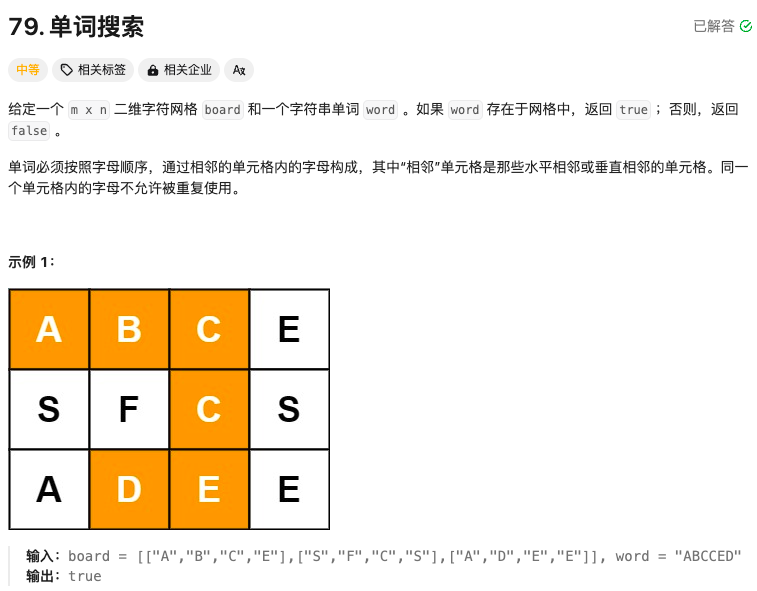 79. 单词搜索
已解答
中等 相关标签 相关企业 Aa
给定一个 m x n 二维字符网格 board 和一个字符串单词 word 。如果 word 存在于网格中，返回 true ；否则，返回
false 。
单词必须按照字母顺序，通过相邻的单元格内的字母构成，其中“相邻”单元格是那些水平相邻或垂直相邻的单元格。同一
个单元格内的字母不允许被重复使用。
示例 1：
A B C E
S F C S
A D E E
输入：board = [["A","B","C","E"],["S","F","C","S"],["A","D","E","E"]], word = "ABCCED"
输出：true